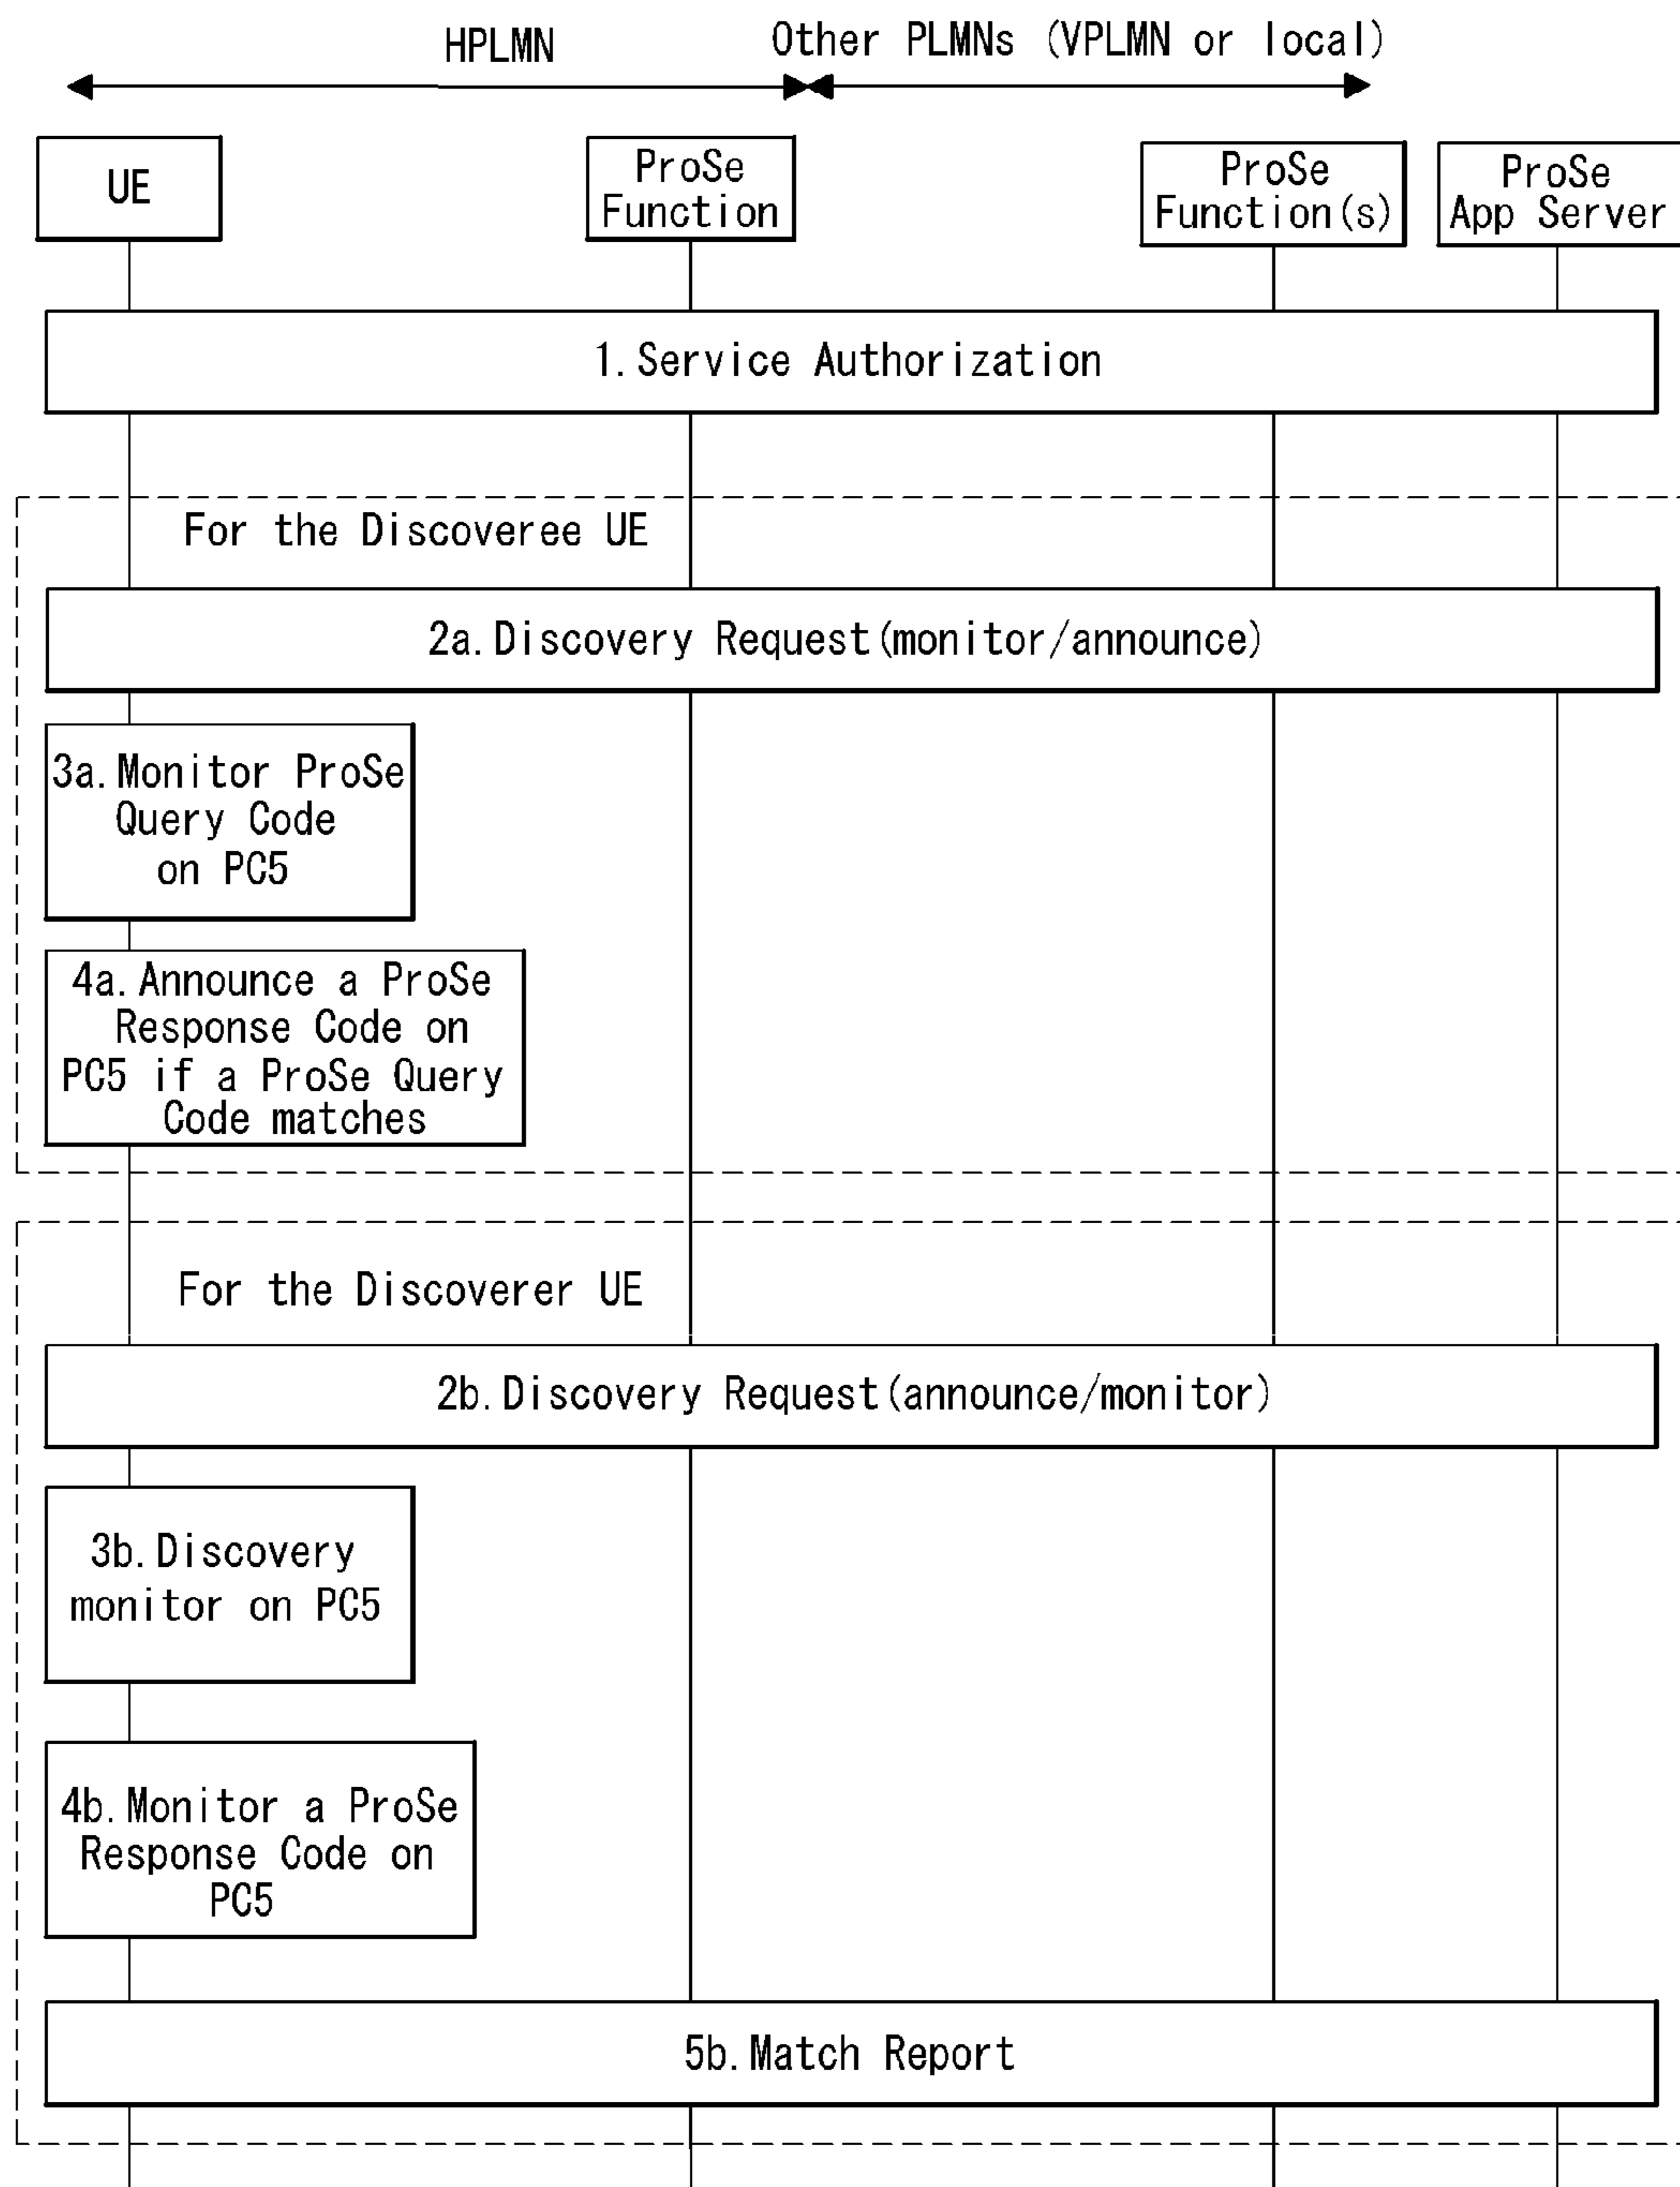 HPLMN
Other PLMNs (VPLMN or local)
UE
ProSe
Function
ProSe
Function(s)
ProSe
App Server
1.Service Authorization
For the Discoveree UE
2a.Discovery Request(monitor/announce)
3a.Monitor ProSe
Query Code
on PC5
4a.Announce a ProSe
Response Code on
PC5 if a ProSe Query
Code matches
For the Discoverer UE
2b.Discovery Request(announce/monitor)
3b.Discovery
monitor on PC5
4b.Monitor a ProSe
Response Code on
PC5
5b.Match Report